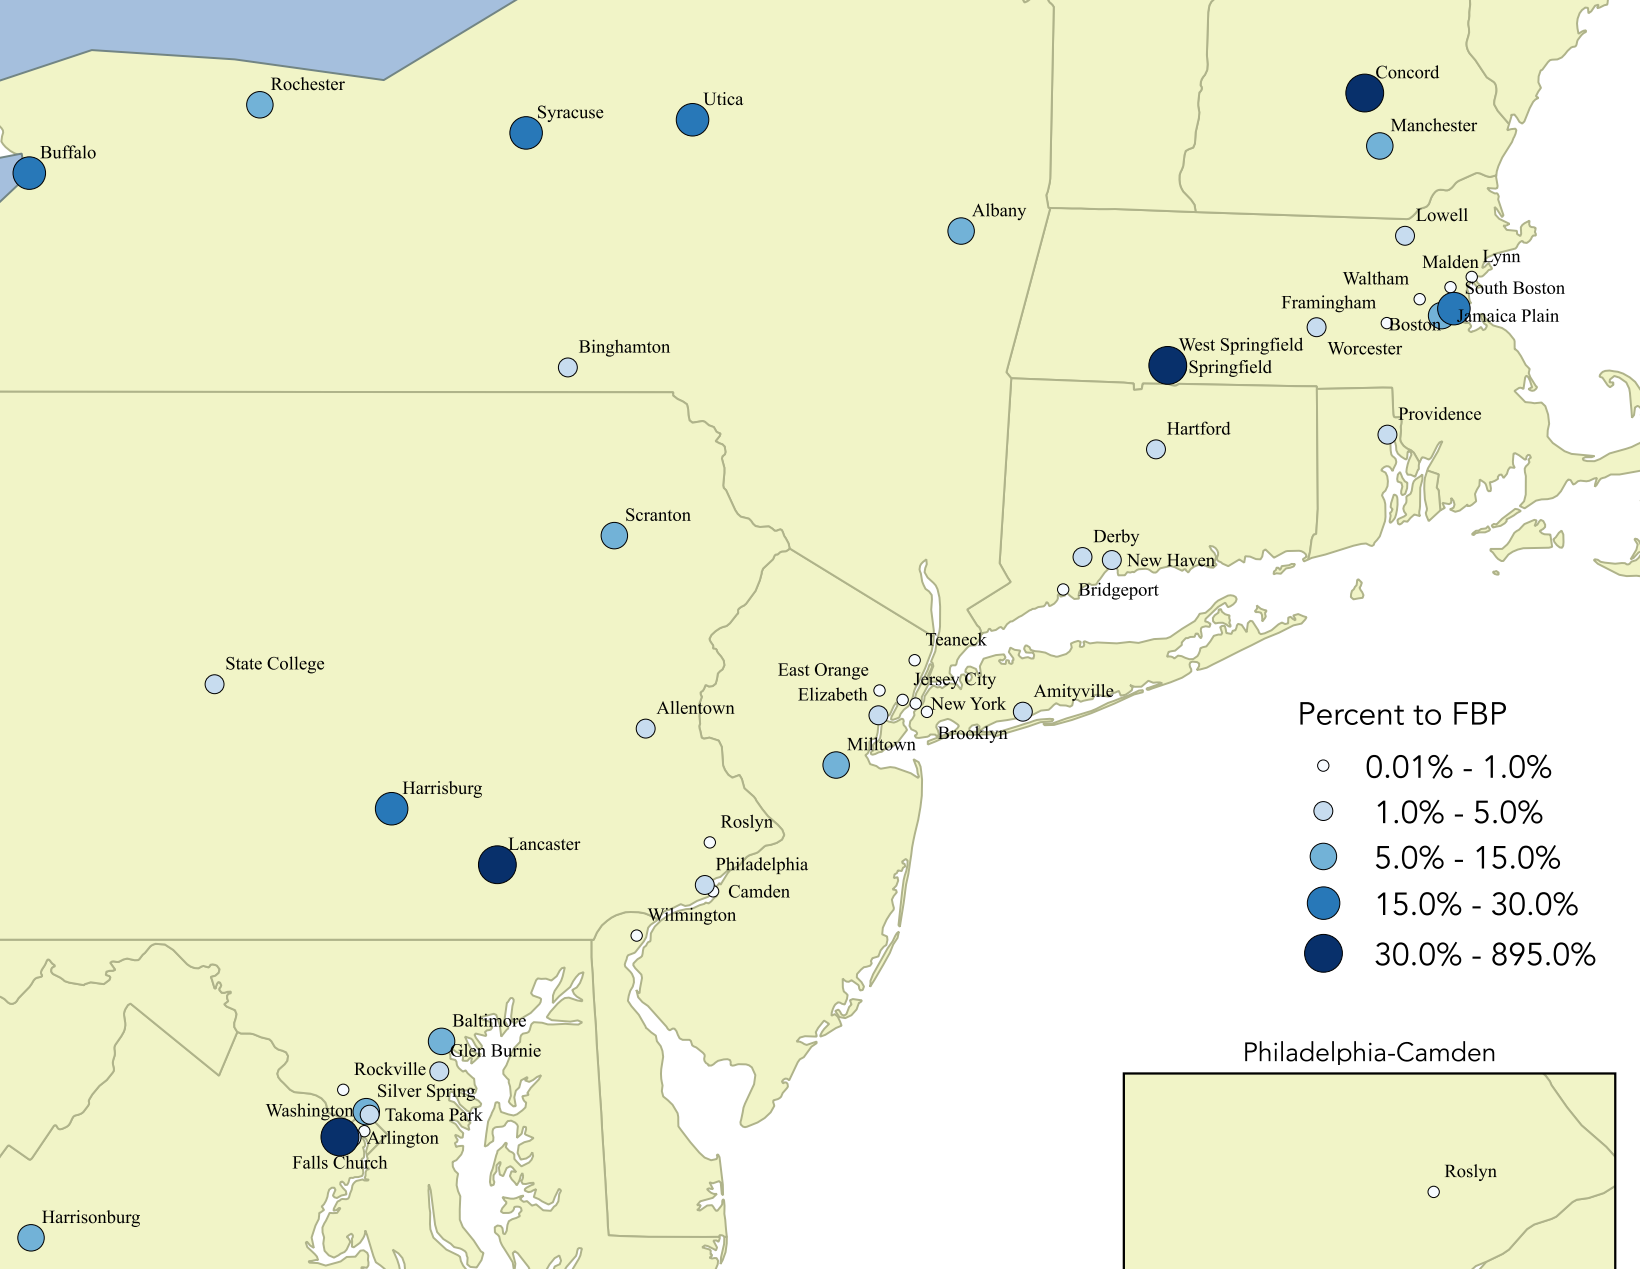 Concord
Rochester
Utica
Syracuse
Manchester
Buffalo
Albany
Lowell
Lynn
Malden
Waltham
South Boston
Framingham
Jamaica Plain
Boston
West Springfield
Worcester
Binghamton
Springfield
Providence
Hartford
Scranton
Derby
New Haven
Bridgeport
Teaneck
State College
East Orange
Jersey City
Elizabeth
Amityville
New York
Allentown
Brooklyn
Milltown
Harrisburg
Roslyn
Lancaster
Philadelphia
Camden
Wilmington
Percent to FBP
0.01% - 1.0%
1.0% - 5.0%
5.0% - 15.0%
15.0% - 30.0%
30.0% - 895.0%
Baltimore
Glen Burnie
Rockville
Silver Spring
Washington
Takoma Park
Arlington
Falls Church
Harrisonburg
Philadelphia-Camden
Roslyn